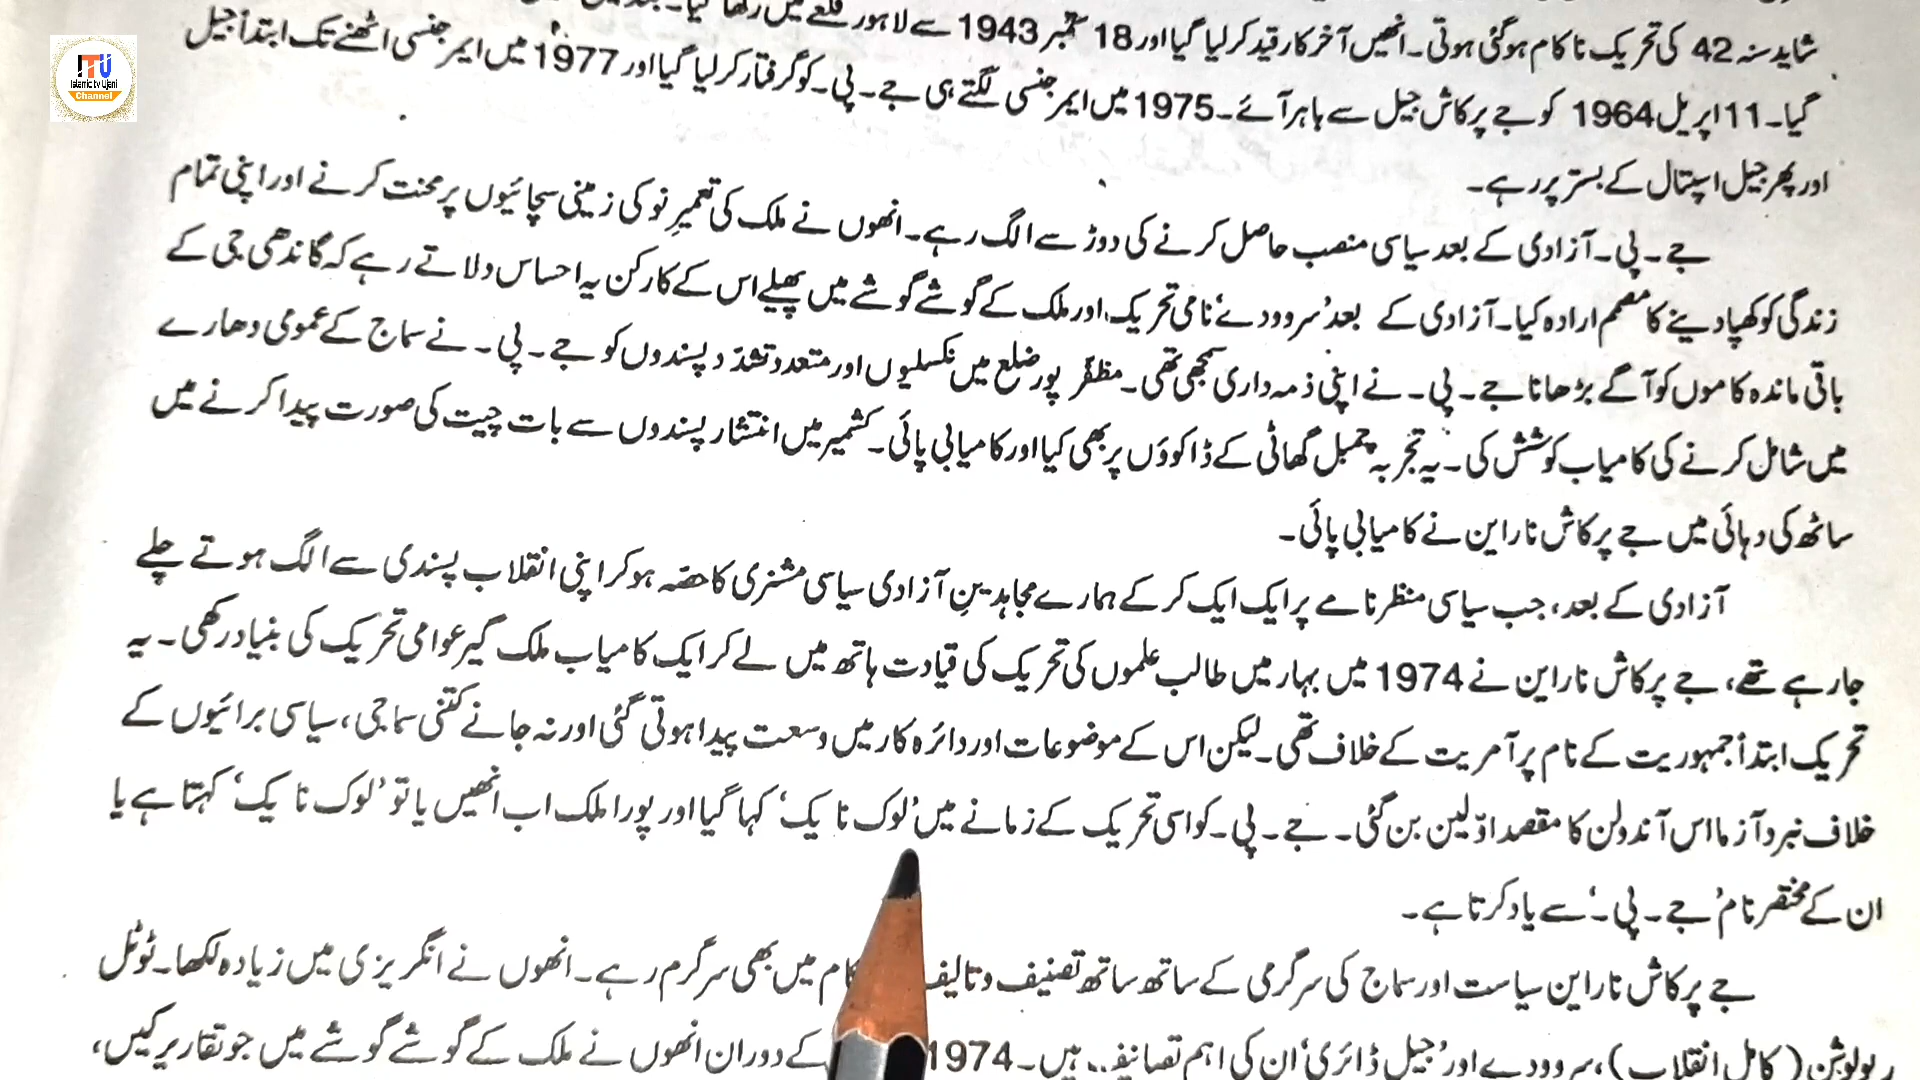 ITU
Islamic tv Ujani
Channel
شاید سنہ 42 کی تحریک ناکام ہوگئی ہوتی۔ انھیں آخرکار قید کرلیا گیا اور 18 ستمبر 1943 سے لاہور قلعے میں رکھا گیا۔
گیا۔ 11 اپریل 1964 کو جے پرکاش جیل سے باہر آئے۔ 1975 میں ایمرجنسی لگتے ہی جے۔ پی۔ کو گرفتار کرلیا گیا اور 1977 میں ایمرجنسی اٹھنے تک ابتداً جیل
اور پھر جیل اسپتال کے بستر پر رہے۔
جے۔ پی۔ آزادی کے بعد سیاسی منصب حاصل کرنے کی دوڑ سے الگ رہے۔ انھوں نے ملک کی تعمیرِ نو کی زمینی سچائیوں پر محنت کرنے اور اپنی تمام
زندگی کو کھپا دینے کا مصمم ارادہ کیا۔ آزادی کے بعد ’سروودے‘ نامی تحریک اور ملک کے گوشے گوشے میں پھیلے اس کے کارکن یہ احساس دلاتے رہے کہ گاندھی جی کے
باقی ماندہ کاموں کو آگے بڑھانا جے۔ پی۔ نے اپنی ذمہ داری سمجھی تھی۔ مظفّر پور ضلع میں نکسلیوں اور متعدد تشدّد پسندوں کو جے۔ پی۔ نے سماج کے عمومی دھارے
میں شامل کرنے کی کامیاب کوشش کی۔ یہ تجربہ چمبل گھاٹی کے ڈاکوؤں پر بھی کیا اور کامیابی پائی۔ کشمیر میں انتشار پسندوں سے بات چیت کی صورت پیدا کرنے میں
ساٹھ کی دہائی میں جے پرکاش ناراین نے کامیابی پائی۔
آزادی کے بعد، جب سیاسی منظرنامے پر ایک ایک کرکے ہمارے مجاہدینِ آزادی سیاسی مشنری کا حصّہ ہوکر اپنی انقلاب پسندی سے الگ ہوتے چلے
جارہے تھے، جے پرکاش ناراین نے 1974 میں بہار میں طالب علموں کی تحریک کی قیادت ہاتھ میں لے کر ایک کامیاب ملک گیر عوامی تحریک کی بنیاد رکھی۔ یہ
تحریک ابتداً جمہوریت کے نام پر آمریت کے خلاف تھی۔ لیکن اس کے موضوعات اور دائرہ کار میں وسعت پیدا ہوتی گئی اور نہ جانے کتنی سماجی، سیاسی برائیوں کے
خلاف نبرد آزما اس آندولن کا مقصد اوّلین بن گئی۔ جے۔ پی۔ کو اسی تحریک کے زمانے میں ’لوک نایک‘ کہا گیا اور پورا ملک اب انھیں یا تو ’لوک نایک‘ کہتا ہے یا
ان کے مختصر نام ’جے۔ پی۔‘ سے یاد کرتا ہے۔
جے پرکاش ناراین سیاست اور سماج کی سرگرمی کے ساتھ ساتھ تصنیف و تالیف کام میں بھی سرگرم رہے۔ انھوں نے انگریزی میں زیادہ لکھا۔ ٹوٹل
ریولوشن (کامل انقلاب)، سروودے اور ’جیل ڈائری‘ ان کی اہم تصانیف ہیں۔ 1974 کے دوران انھوں نے ملک کے گوشے گوشے میں جو تقاریر کیں،